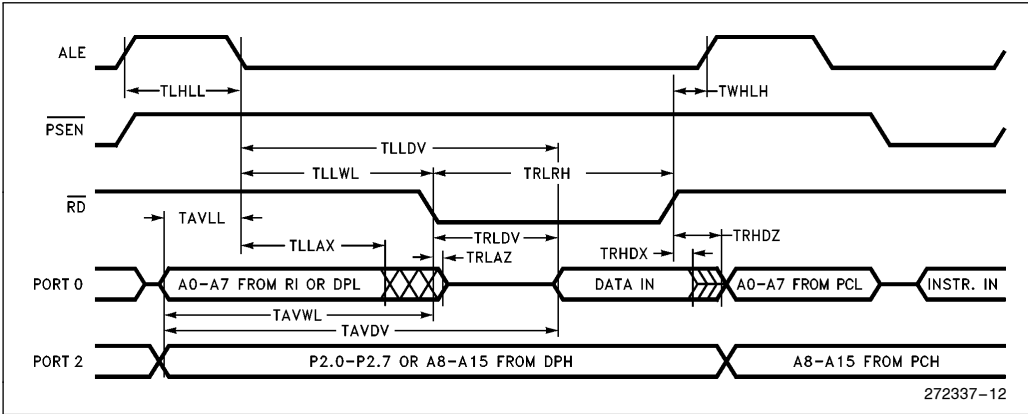 ALE
TLHLL
TWHLH
PSEN
TLLDV
TLLWL
TRLRH
RD
TAVLL
TLLAX
TRLDV
TRLAZ
TRHDX
TRHDZ
PORT 0
A0-A7 FROM RI OR DPL
DATA IN
A0-A7 FROM PCL
INSTR. IN
TAVWL
TAVDV
PORT 2
P2.0-P2.7 OR A8-A15 FROM DPH
A8-A15 FROM PCH
272337-12